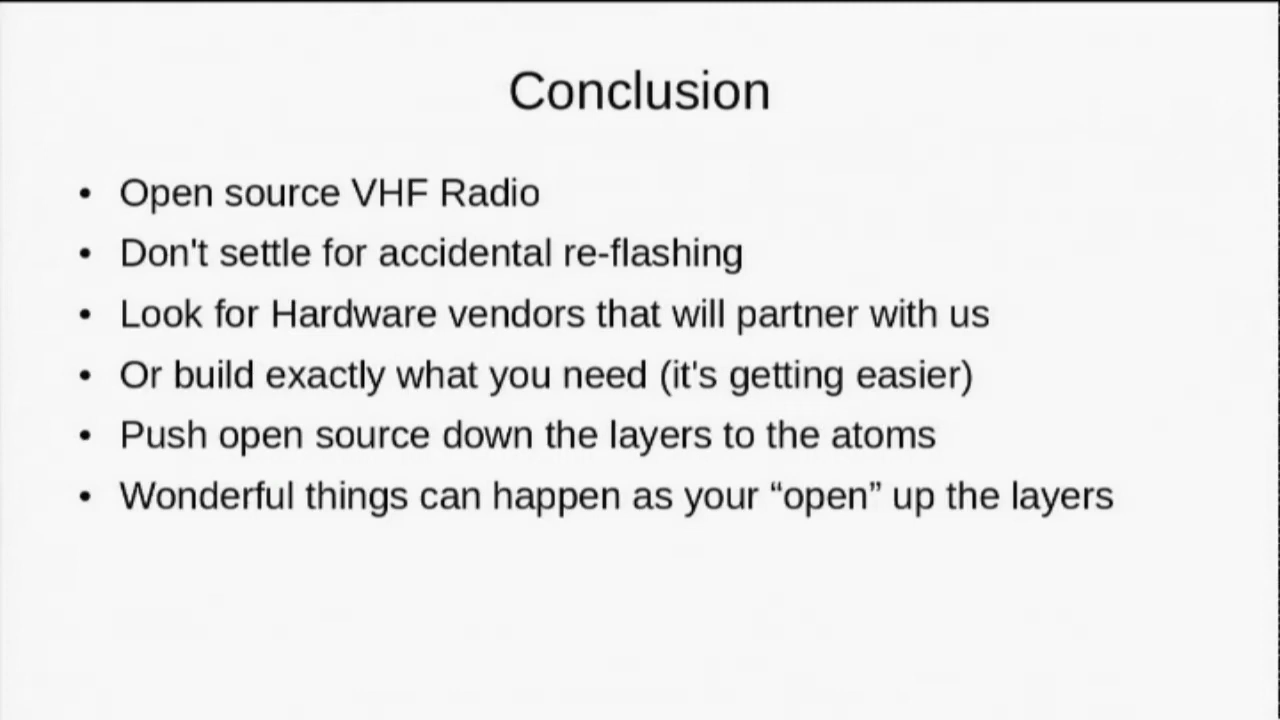 Conclusion
• Open source VHF Radio
• Don't settle for accidental re-flashing
• Look for Hardware vendors that will partner with us
• Or build exactly what you need (it's getting easier)
• Push open source down the layers to the atoms
• Wonderful things can happen as your “open” up the layers